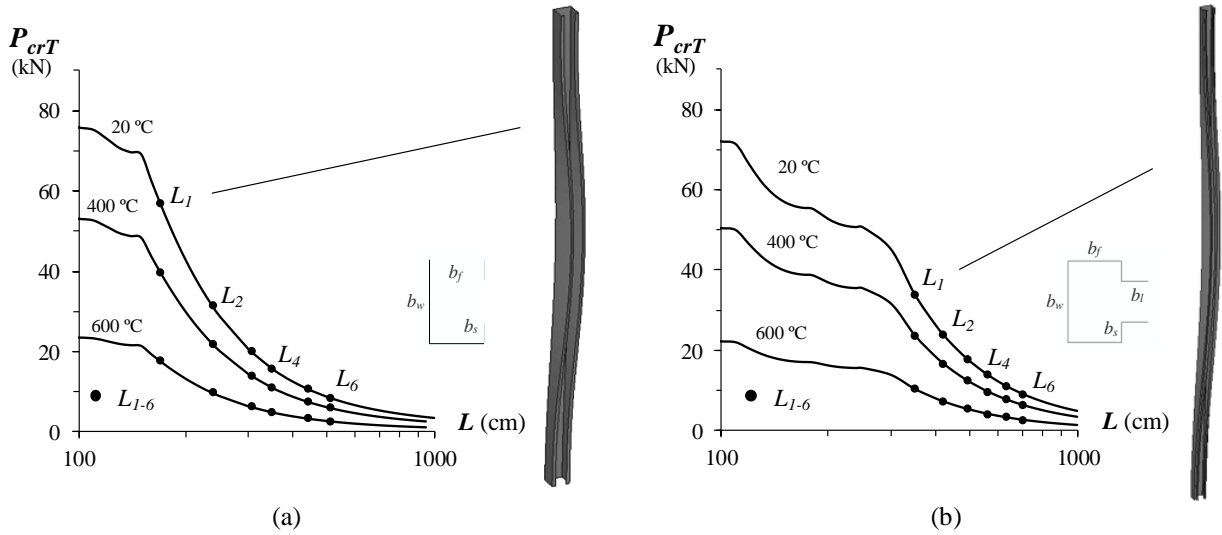 P_crT
(kN)
80
60
40
20
0
20 ºC
400 ºC
600 ºC
L_1
L_2
L_4
L_6
L_1-6
b_f
b_w
b_s
L (cm)
100
1000
(a)
P_crT
(kN)
80
60
40
20
0
20 ºC
400 ºC
600 ºC
L_1
L_2
L_4
L_6
L_1-6
b_f
b_w
b_l
b_s
L (cm)
100
1000
(b)